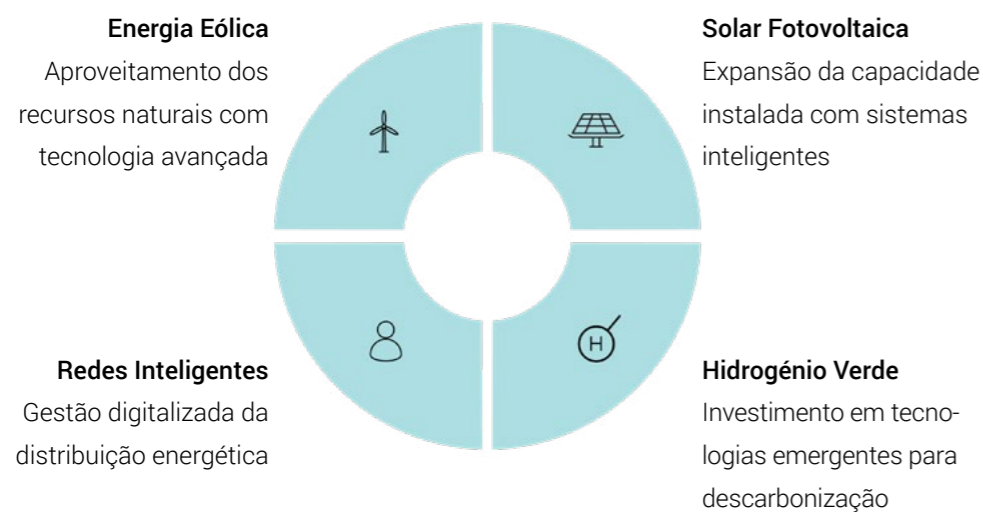 Energia Eólica
Aproveitamento dos
recursos naturais com
tecnologia avançada
Solar Fotovoltaica
Expansão da capacidade
instalada com sistemas
inteligentes
Redes Inteligentes
Gestão digitalizada da
distribuição energética
H
Hidrogénio Verde
Investimento em tecno-
logias emergentes para
descarbonização